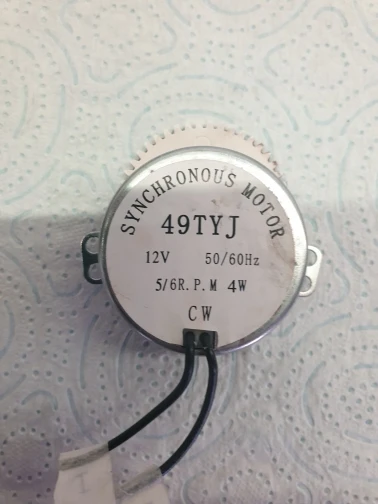 SYNCHRONOUS MOTOR
49TYJ
12V 50/60Hz
5/6R.P.M 4W
CW